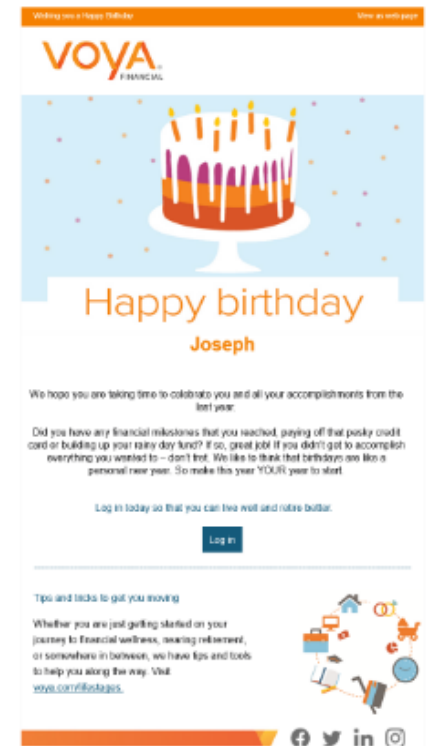 Wishing you a Happy Birthday
View as webpage
VOYA
FINANCIAL
Happy birthday
Joseph
We hope you are taking time to celebrate you and all your accomplishments from the
last year.
Did you have any financial milestones that you reached, paying off that pesky credit
card or building up your rainy day fund? If so, great job! If you didn't get to accomplish
everything you wanted to – don't fret. We like to think that birthdays are like a
personal new year. So make this year YOUR year to start.
Log in today so that you can live well and retire better.
Log in
Tips and tricks to get you moving
Whether you are just getting started on your
journey to financial wellness, nearing retirement,
or somewhere in between, we have tips and tools
to help you along the way. Visit
voya.com/lifestages.